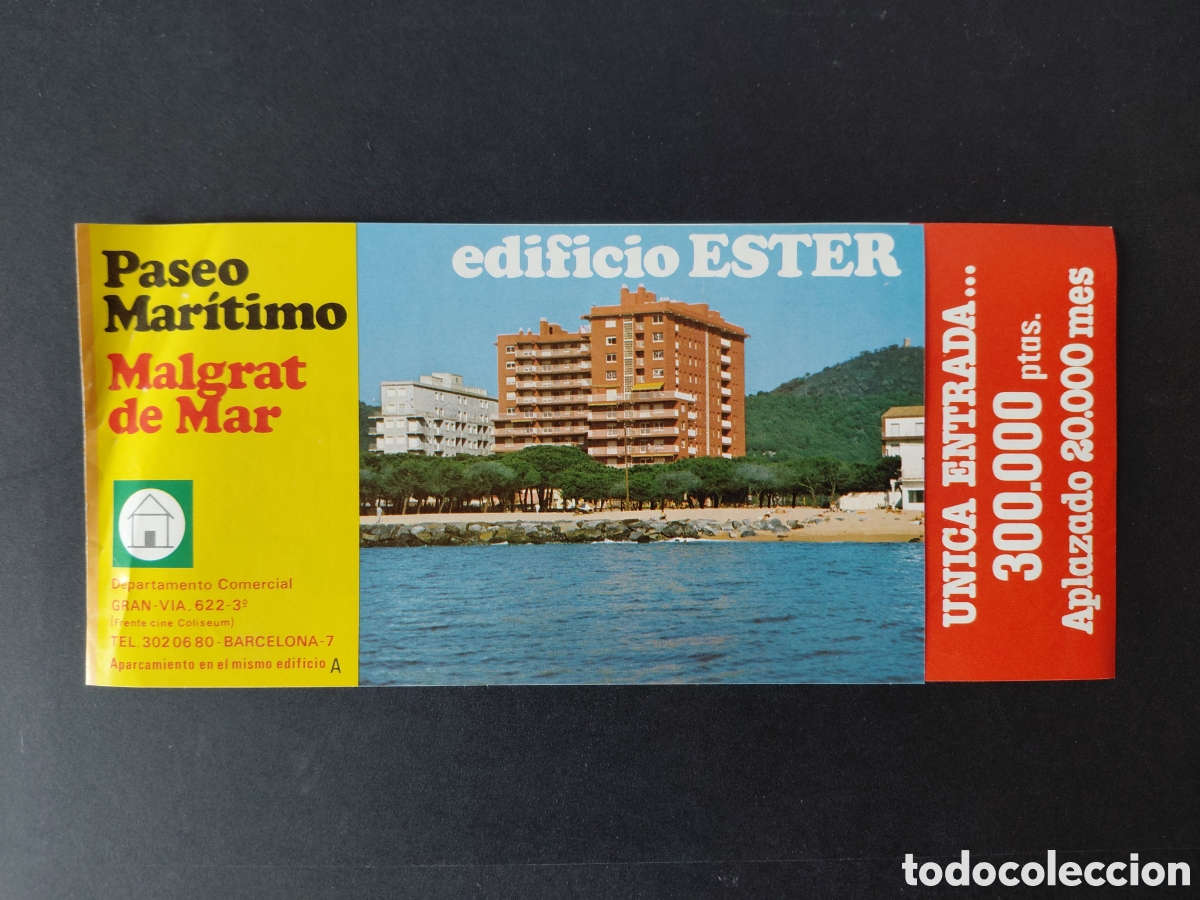 Paseo
Marítimo
Malgrat
de Mar
Departamento Comercial
GRAN-VIA, 622-3º
(Frente cine Coliseum)
TEL. 302 06 80 - BARCELONA-7
Aparcamiento en el mismo edificio A
edificio ESTER
UNICA ENTRADA...
300.000 ptas.
Aplazado 20.000 mes
todocoleccion